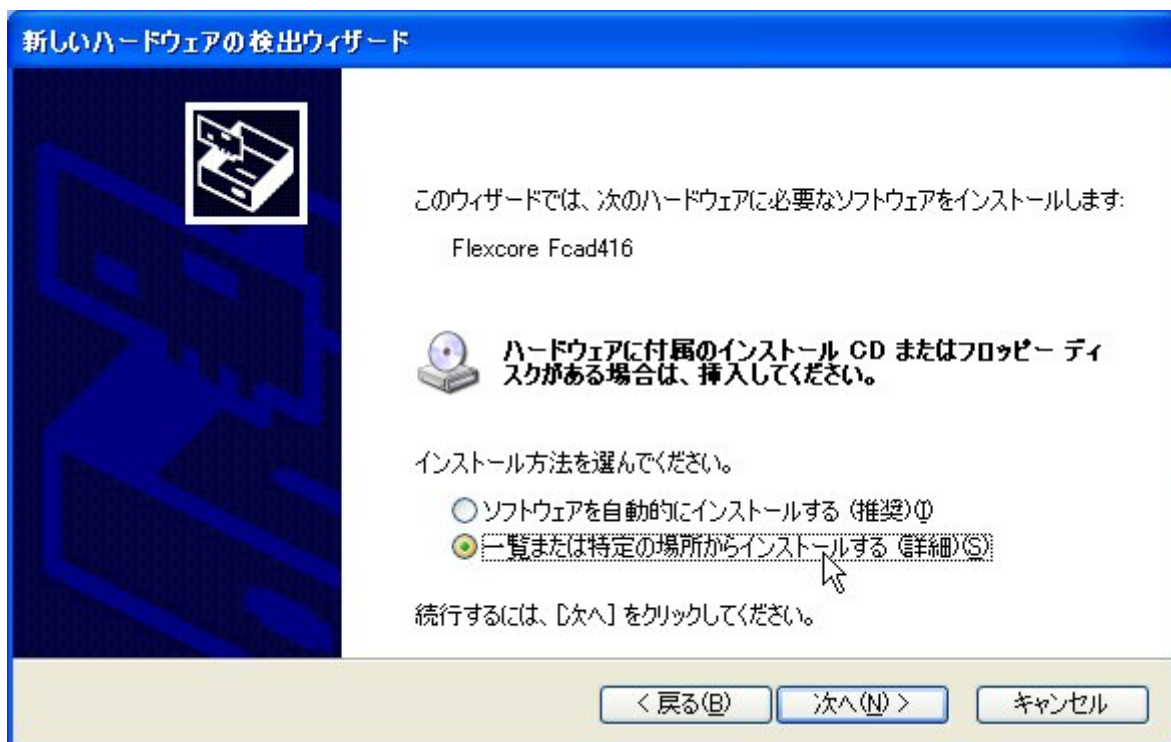 新しいハードウェアの検出ウィザード
このウィザードでは、次のハードウェアに必要なソフトウェアをインストールします:
Flexcore Fcad416
ハードウェアに付属のインストール CD またはフロッピー ディ
スクがある場合は、挿入してください。
インストール方法を選んでください。
ソフトウェアを自動的にインストールする (推奨)(I)
一覧または特定の場所からインストールする (詳細)(S)
続行するには、[次へ] をクリックしてください。
< 戻る(B)
次へ(N) >
キャンセル